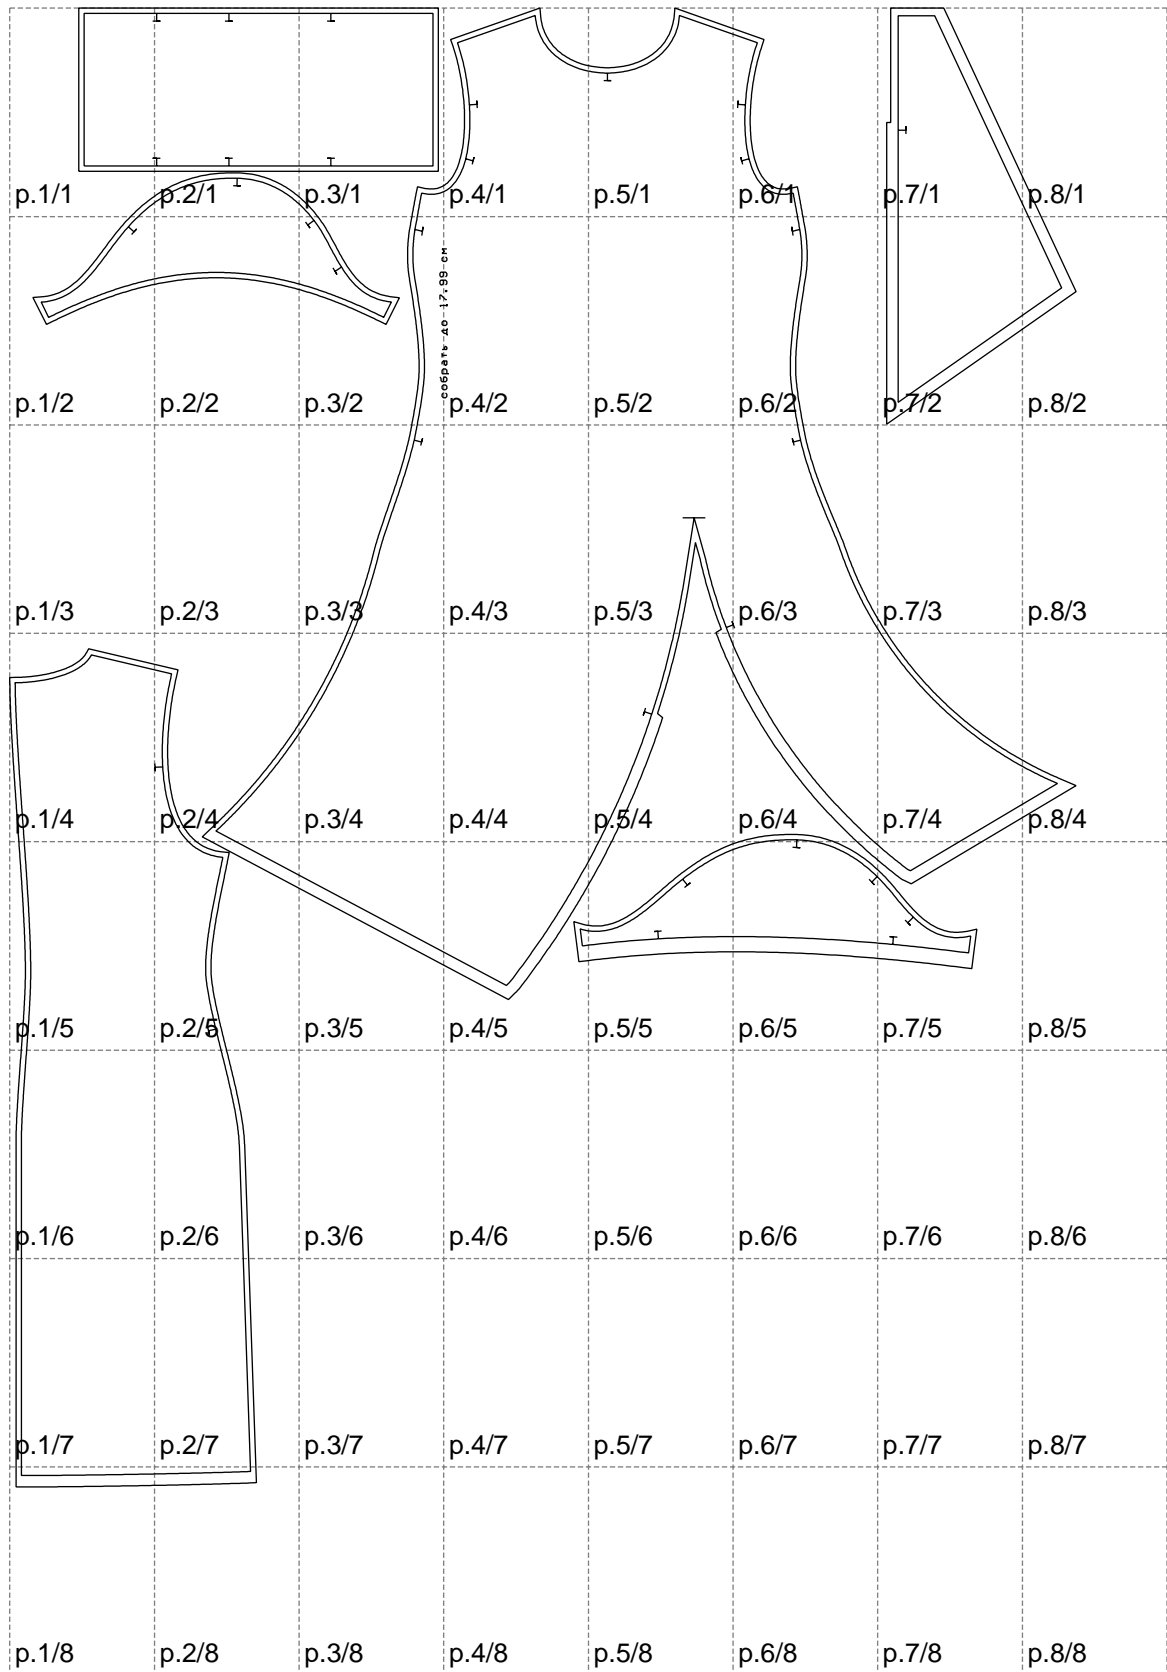 p.1/1 p.2/1 p.3/1 p.4/1 p.5/1 p.6/1 p.7/1 p.8/1
собрать до 17.99 см
p.1/2 p.2/2 p.3/2 p.4/2 p.5/2 p.6/2 p.7/2 p.8/2
p.1/3 p.2/3 p.3/3 p.4/3 p.5/3 p.6/3 p.7/3 p.8/3
p.1/4 p.2/4 p.3/4 p.4/4 p.5/4 p.6/4 p.7/4 p.8/4
p.1/5 p.2/5 p.3/5 p.4/5 p.5/5 p.6/5 p.7/5 p.8/5
p.1/6 p.2/6 p.3/6 p.4/6 p.5/6 p.6/6 p.7/6 p.8/6
p.1/7 p.2/7 p.3/7 p.4/7 p.5/7 p.6/7 p.7/7 p.8/7
p.1/8 p.2/8 p.3/8 p.4/8 p.5/8 p.6/8 p.7/8 p.8/8